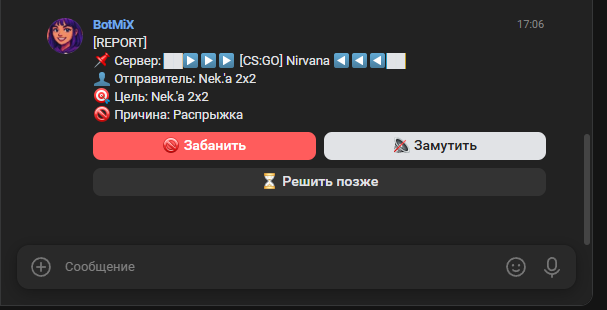 BotMiX 17:06
[REPORT]
📌 Сервер: ██▶▶▶ [CS:GO] Nirvana ◀◀◀██
👤 Отправитель: Nek.'a 2x2
🎯 Цель: Nek.'a 2x2
🚫 Причина: Распрыжка
🚫 Забанить
🔇 Замутить
⏳ Решить позже
Сообщение